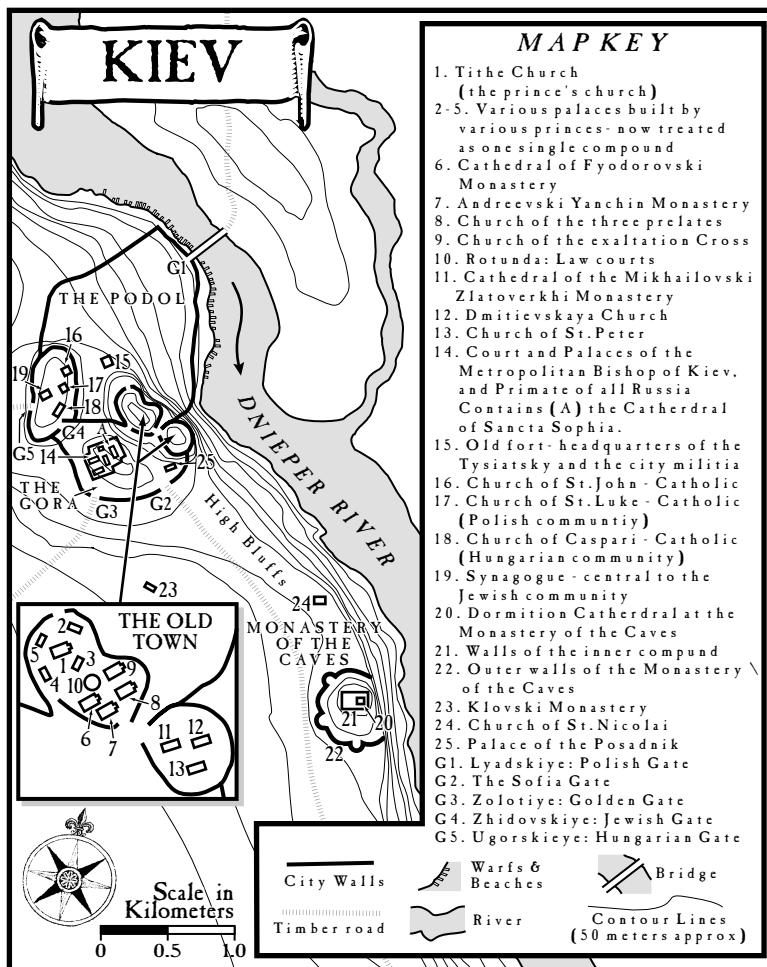 KIEV
MAP KEY
1. Tithe Church
(the prince's church)
2-5. Various palaces built by
various princes- now treated
as one single compound
6. Cathedral of Fyodorovski
Monastery
7. Andreevski Yanchin Monastery
8. Church of the three prelates
9. Church of the exaltation Cross
10. Rotunda: Law courts
11. Cathedral of the Mikhailovski
Zlatoverkhi Monastery
12. Dmitievskaya Church
13. Church of St.Peter
14. Court and Palaces of the
Metropolitan Bishop of Kiev,
and Primate of all Russia
Contains (A) the Catherdral
of Sancta Sophia.
15. Old fort- headquarters of the
Tysiatsky and the city militia
16. Church of St.John - Catholic
17. Church of St.Luke - Catholic
(Polish communtiy)
18. Church of Caspari - Catholic
(Hungarian community)
19. Synagogue - central to the
Jewish community
20. Dormition Catherdral at the
Monastery of the Caves
21. Walls of the inner compund
22. Outer walls of the Monastery \
of the Caves
23. Klovski Monastery
24. Church of St.Nicolai
25. Palace of the Posadnik
G1. Lyadskiye: Polish Gate
G2. The Sofia Gate
G3. Zolotiye: Golden Gate
G4. Zhidovskiye: Jewish Gate
G5. Ugorskieye: Hungarian Gate
G1
THE PODOL
16
15
19
17
18
G4
A
G5
14
25
THE
GORA
G3
G2
DNIEPER RIVER
High Bluffs
23
24
MONASTERY
OF THE
CAVES
21
20
22
THE OLD
TOWN
2
5
1
3
9
4
10
8
6
7
11
12
13
Scale in
Kilometers
0
0.5
1.0
City Walls
Warfs &
Beaches
Bridge
Timber road
River
Contour Lines
(50 meters approx)